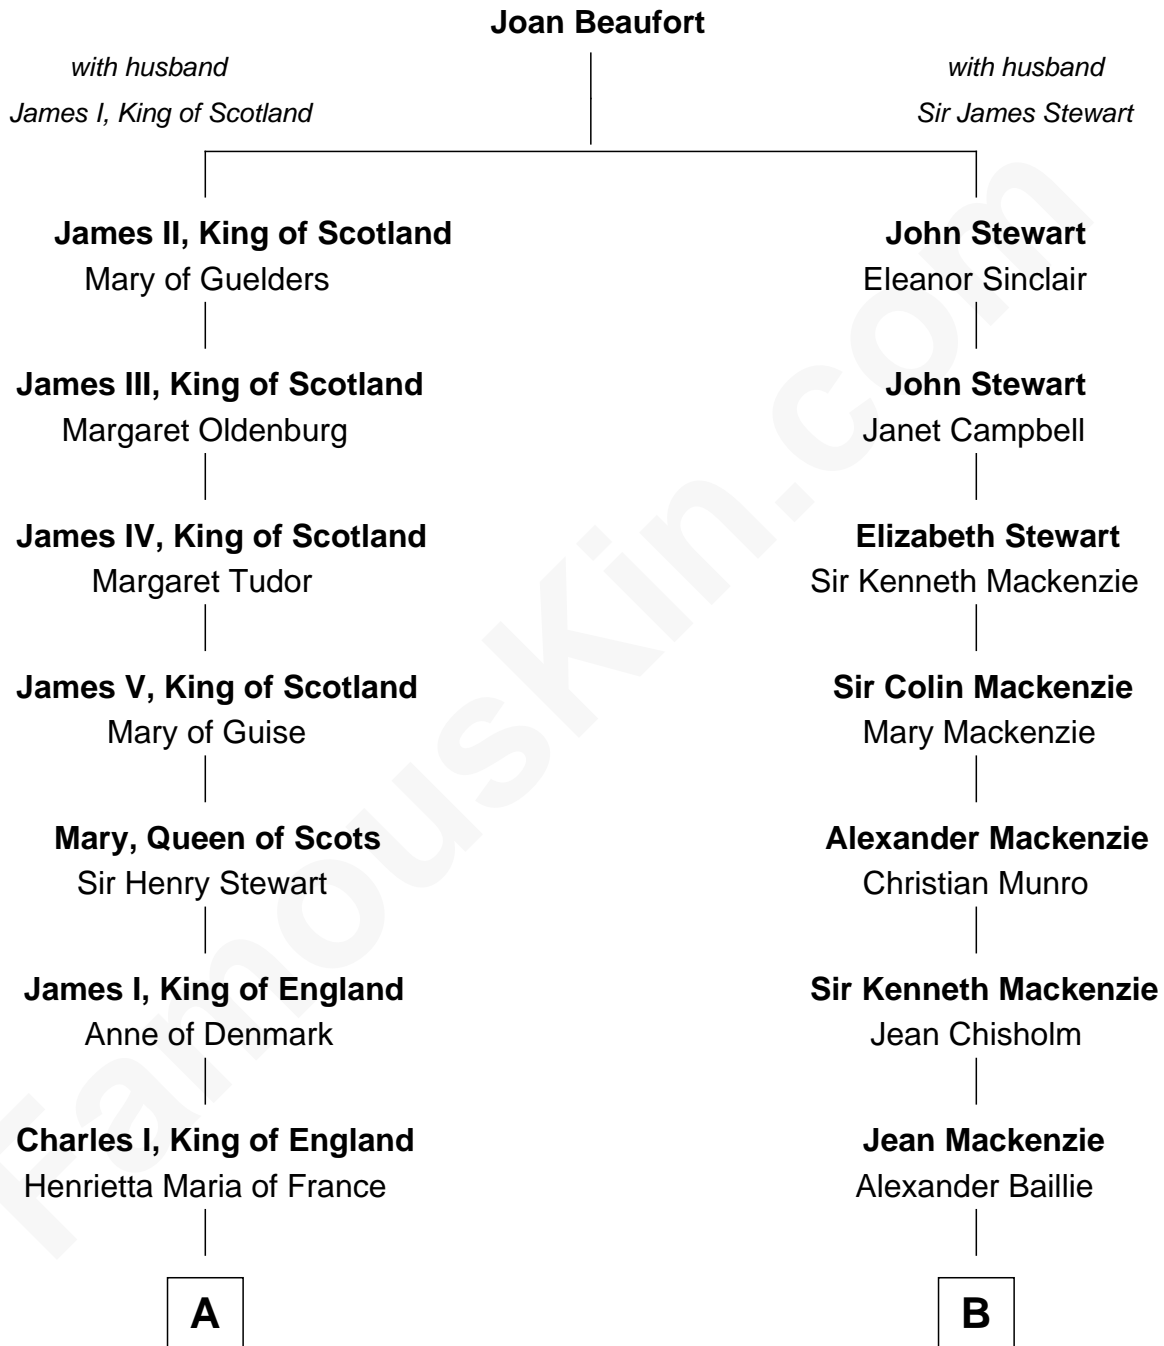 Joan Beaufort
with husband
James I, King of Scotland
with husband
Sir James Stewart
James II, King of Scotland
Mary of Guelders
James III, King of Scotland
Margaret Oldenburg
James IV, King of Scotland
Margaret Tudor
James V, King of Scotland
Mary of Guise
Mary, Queen of Scots
Sir Henry Stewart
James I, King of England
Anne of Denmark
Charles I, King of England
Henrietta Maria of France
A
John Stewart
Eleanor Sinclair
John Stewart
Janet Campbell
Elizabeth Stewart
Sir Kenneth Mackenzie
Sir Colin Mackenzie
Mary Mackenzie
Alexander Mackenzie
Christian Munro
Sir Kenneth Mackenzie
Jean Chisholm
Jean Mackenzie
Alexander Baillie
B
FamousKin.com